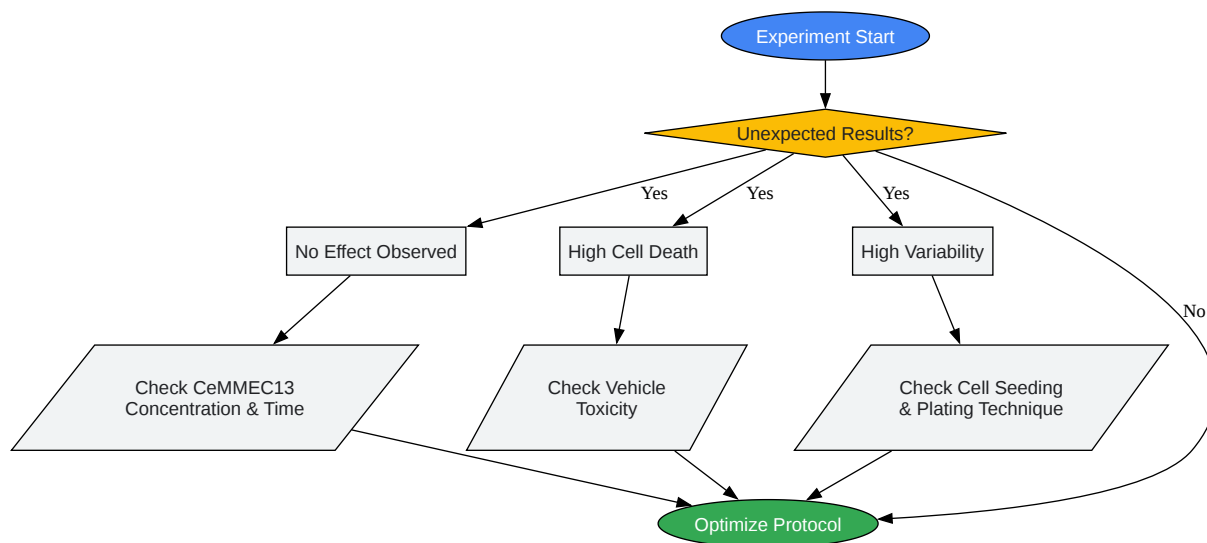 Experiment Start
Unexpected Results?
Yes
Yes
Yes
No Effect Observed
High Cell Death
High Variability
No
Check CeMMEC13
Concentration & Time
Check Vehicle
Toxicity
Check Cell Seeding
& Plating Technique
Optimize Protocol